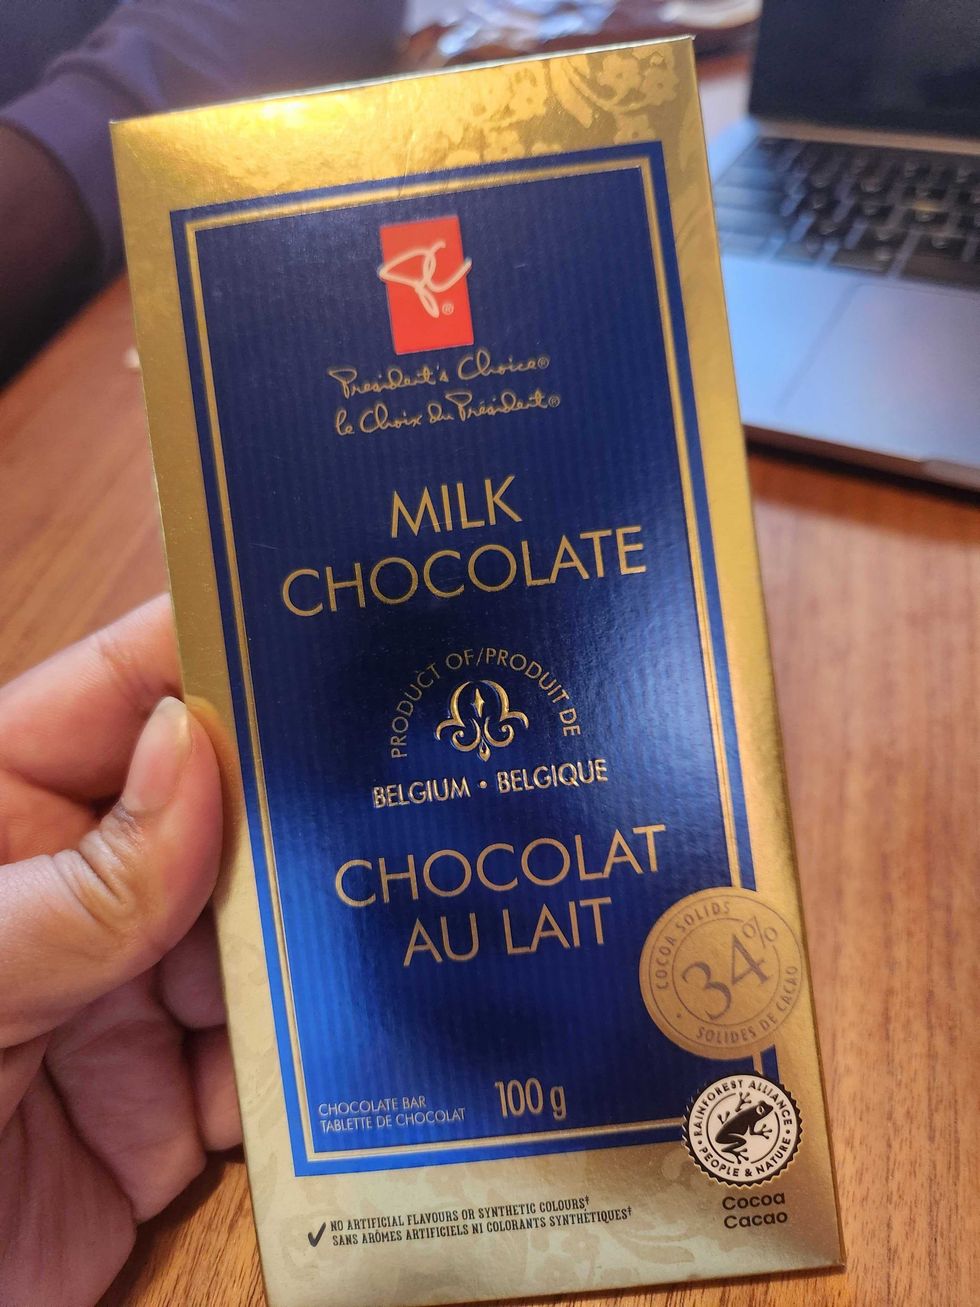 PC®
President's Choice®
le Choix du Président®
MILK
CHOCOLATE
PRODUCT OF/PRODUIT DE
BELGIUM • BELGIQUE
CHOCOLAT
AU LAIT
COCOA SOLIDS
34%
SOLIDES DE CACAO
CHOCOLATE BAR
TABLETTE DE CHOCOLAT
100 g
RAINFOREST ALLIANCE
PEOPLE & NATURE
Cocoa
Cacao
NO ARTIFICIAL FLAVOURS OR SYNTHETIC COLOURS†
SANS ARÔMES ARTIFICIELS NI COLORANTS SYNTHÉTIQUES†